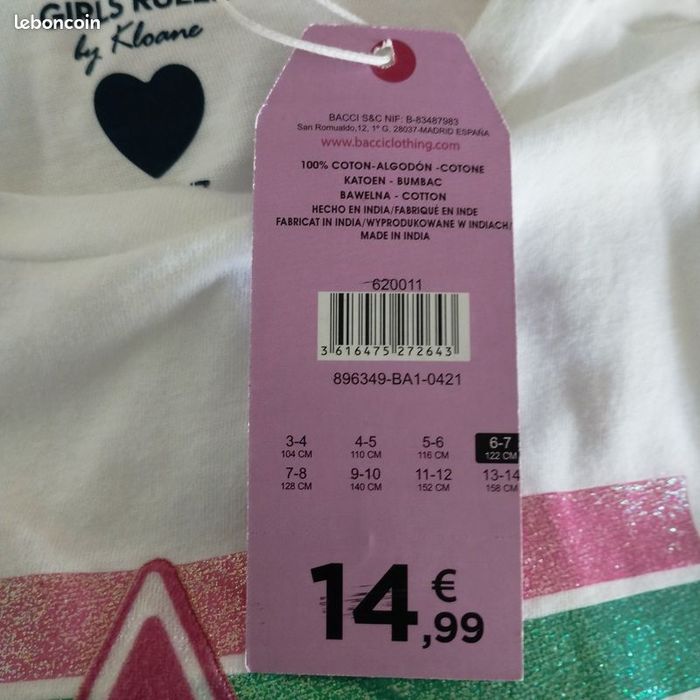 leboncoin
GIRLS
by Kloane
BACCI S&C NIF: B-83487983
San Romualdo,12, 1º G. 28037-MADRID ESPAÑA
www.bacciclothing.com
100% COTON-ALGODÓN -COTONE
KATOEN - BUMBAC
BAWELNA - COTTON
HECHO EN INDIA/FABRIQUÉ EN INDE
FABRICAT IN INDIA/WYPRODUKOWANE W INDIACH/
MADE IN INDIA
620011
3 616475 272643
896349-BA1-0421
3-4 4-5 5-6 6-7
104 CM 110 CM 116 CM 122 CM
7-8 9-10 11-12 13-14
128 CM 140 CM 152 CM 158 CM
14,99 €